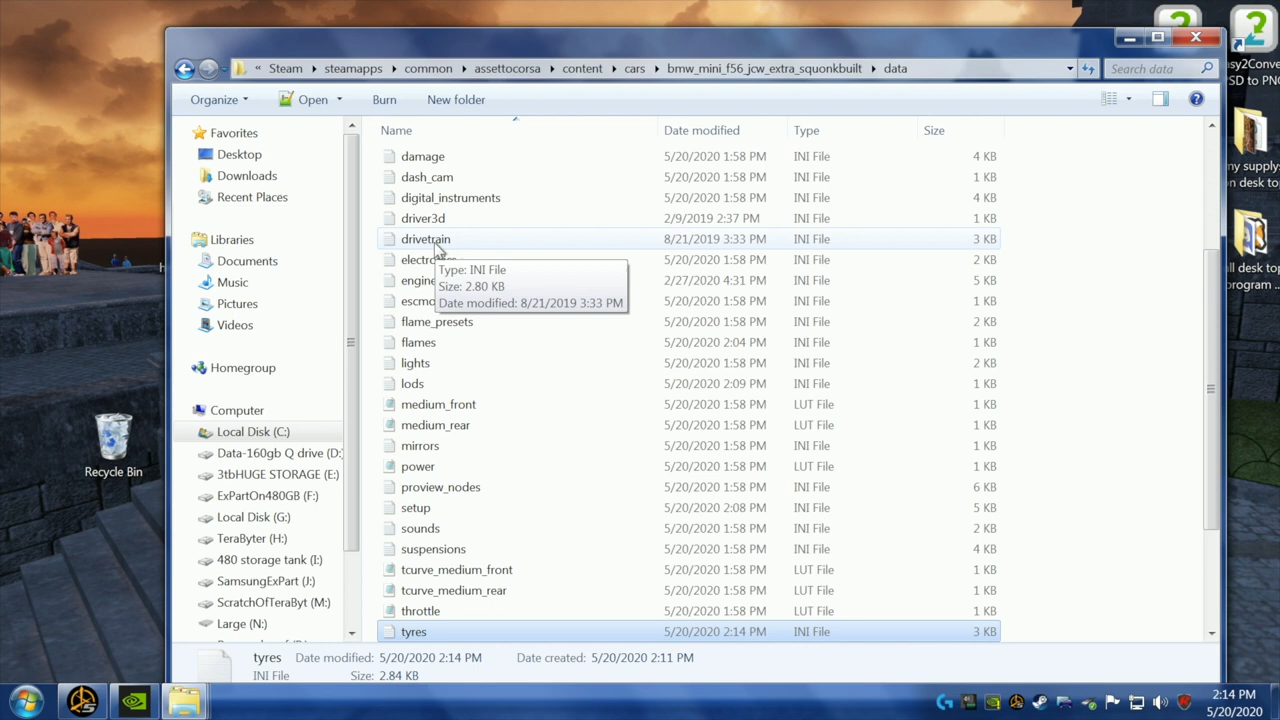 « Steam ▸ steamapps ▸ common ▸ assettocorsa ▸ content ▸ cars ▸ bmw_mini_f56_jcw_extra_squonkbuilt ▸ data
Search data
Organize Open Burn New folder
Name Date modified Type Size
damage 5/20/2020 1:58 PM INI File 4 KB
dash_cam 5/20/2020 1:58 PM INI File 1 KB
digital_instruments 5/20/2020 1:58 PM INI File 4 KB
driver3d 2/9/2019 2:37 PM INI File 1 KB
drivetrain 8/21/2019 3:33 PM INI File 3 KB
5/20/2020 1:58 PM INI File 2 KB
engine /27/2020 4:31 PM INI File 5 KB
escmo 5/20/2020 1:58 PM INI File 1 KB
Type: INI File
Size: 2.80 KB
Date modified: 8/21/2019 3:33 PM
flame_presets 5/20/2020 1:58 PM INI File 2 KB
flames 5/20/2020 2:04 PM INI File 1 KB
lights 5/20/2020 1:58 PM INI File 2 KB
lods 5/20/2020 2:09 PM INI File 1 KB
medium_front 5/20/2020 1:58 PM LUT File 1 KB
medium_rear 5/20/2020 1:58 PM LUT File 1 KB
mirrors 5/20/2020 1:58 PM INI File 1 KB
power 5/20/2020 1:58 PM LUT File 1 KB
proview_nodes 5/20/2020 1:58 PM INI File 6 KB
setup 5/20/2020 2:08 PM INI File 5 KB
sounds 5/20/2020 1:58 PM INI File 2 KB
suspensions 5/20/2020 1:58 PM INI File 4 KB
tcurve_medium_front 5/20/2020 1:58 PM LUT File 1 KB
tcurve_medium_rear 5/20/2020 1:58 PM LUT File 1 KB
throttle 5/20/2020 1:58 PM LUT File 1 KB
tyres 5/20/2020 2:14 PM INI File 3 KB
Favorites
Desktop
Downloads
Recent Places
Libraries
Documents
Music
Pictures
Videos
Homegroup
Computer
Local Disk (C:)
Data-160gb Q drive (D:
3tbHUGE STORAGE (E:)
ExPartOn480GB (F:)
Local Disk (G:)
TeraByter (H:)
480 storage tank (I:)
SamsungExPart (J:)
ScratchOfTeraByt (M:)
Large (N:)
tyres Date modified: 5/20/2020 2:14 PM Date created: 5/20/2020 2:11 PM
INI File Size: 2.84 KB
Recycle Bin
sy2Conve
PSD to PNG
ny supply
on desk top
ull desk top
program ...
2:14 PM
5/20/2020